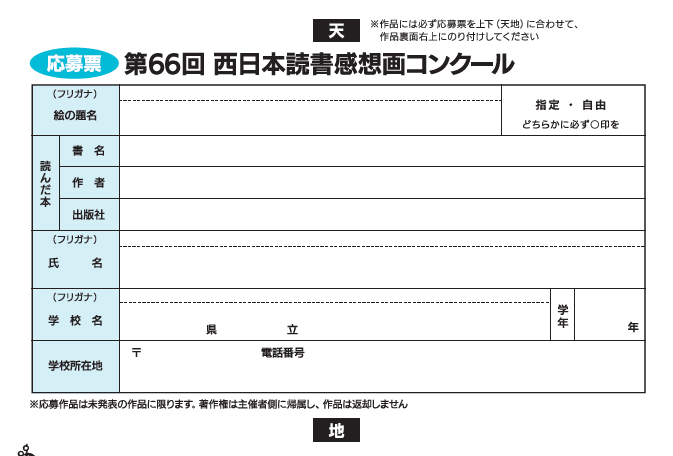 天
※作品には必ず応募票を上下（天地）に合わせて、
作品裏面右上にのり付けしてください
応募票 第66回 西日本読書感想画コンクール
（フリガナ）
絵の題名
指定 ・ 自由
どちらかに必ず○印を
読んだ本
書 名
作 者
出版社
（フリガナ）
氏 名
（フリガナ）
学 校 名
県 立
学年
年
学校所在地
〒 電話番号
※応募作品は未発表の作品に限ります。著作権は主催者側に帰属し、作品は返却しません
地